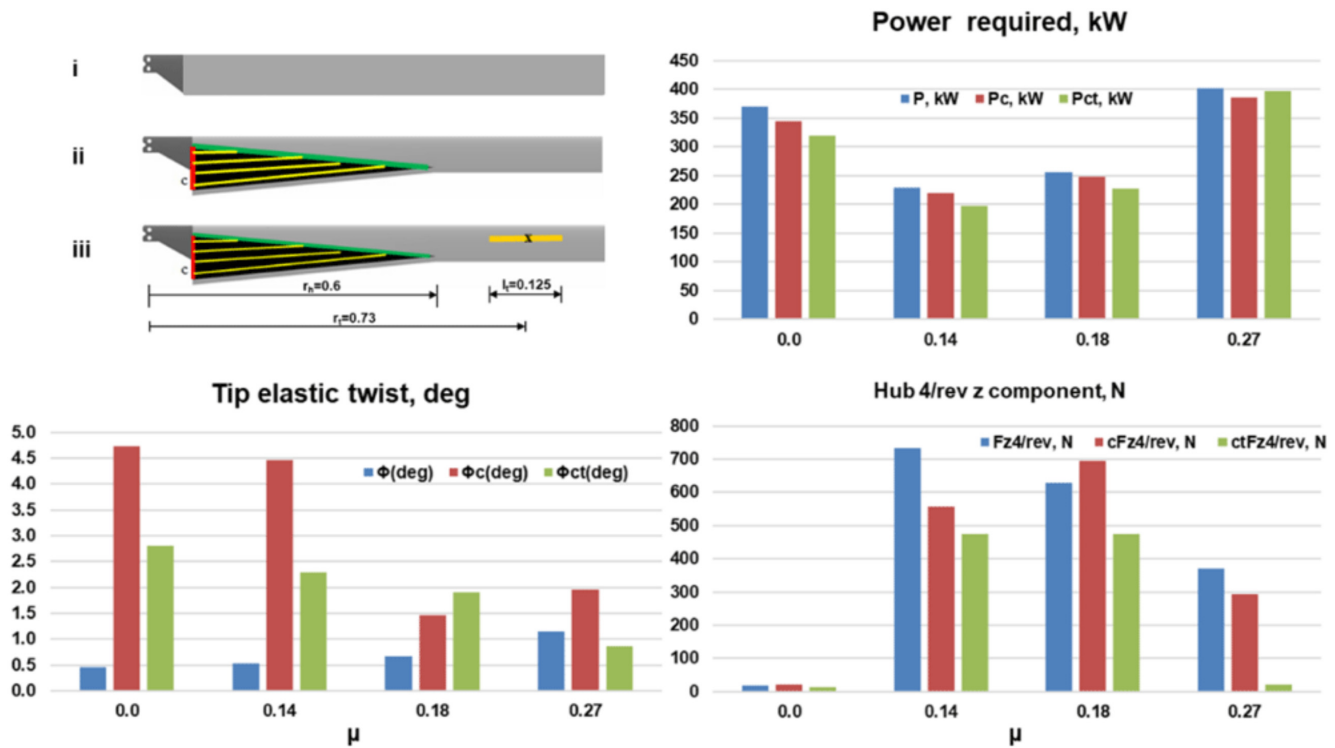 i
ii
c
iii
c
x
rh=0.6
lt=0.125
rt=0.73
Power required, kW
450
400
350
300
250
200
150
100
50
0
P, kW Pc, kW Pct, kW
0.0 0.14 0.18 0.27
Tip elastic twist, deg
5.0
4.5
4.0
3.5
3.0
2.5
2.0
1.5
1.0
0.5
0.0
Φ(deg) Φc(deg) Φct(deg)
0.0 0.14 0.18 0.27
μ
Hub 4/rev z component, N
800
700
600
500
400
300
200
100
0
Fz4/rev, N cFz4/rev, N ctFz4/rev, N
0.0 0.14 0.18 0.27
μ